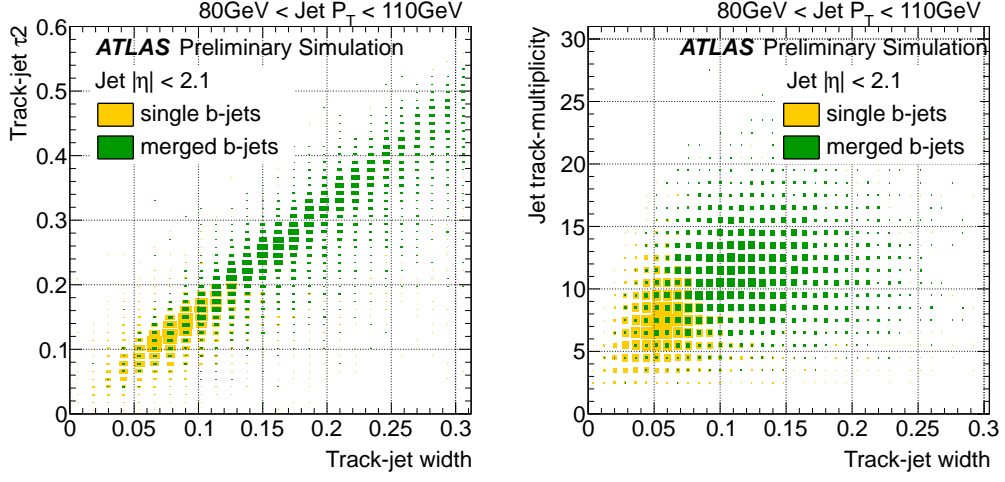 80GeV < Jet P_T < 110GeV
Track-jet τ2
ATLAS Preliminary Simulation
Jet |η| < 2.1
single b-jets
merged b-jets
0.6
0.5
0.4
0.3
0.2
0.1
0
0 0.05 0.1 0.15 0.2 0.25 0.3
Track-jet width
80GeV < Jet P_T < 110GeV
Jet track-multiplicity
ATLAS Preliminary Simulation
Jet |η| < 2.1
single b-jets
merged b-jets
30
25
20
15
10
5
0
0 0.05 0.1 0.15 0.2 0.25 0.3
Track-jet width